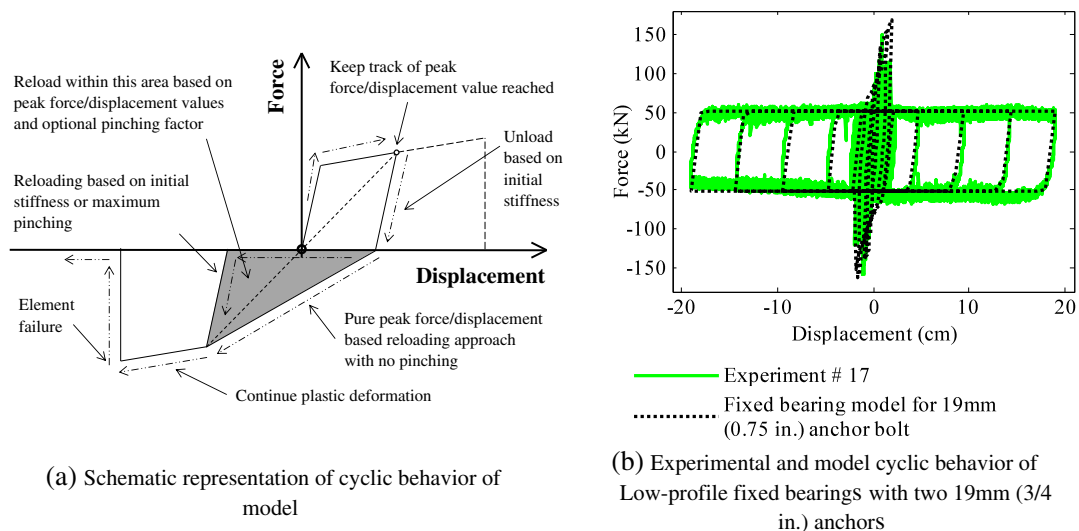 Reload within this area based on
peak force/displacement values
and optional pinching factor
Reloading based on initial
stiffness or maximum
pinching
Force
Keep track of peak
force/displacement value reached
Unload
based on
initial
stiffness
Displacement
Element
failure
Pure peak force/displacement
based reloading approach
with no pinching
Continue plastic deformation
(a) Schematic representation of cyclic behavior of
model
Force (kN)
150
100
50
0
-50
-100
-150
-20
-10
0
10
20
Displacement (cm)
Experiment # 17
Fixed bearing model for 19mm
(0.75 in.) anchor bolt
(b) Experimental and model cyclic behavior of
Low-profile fixed bearings with two 19mm (3/4
in.) anchors